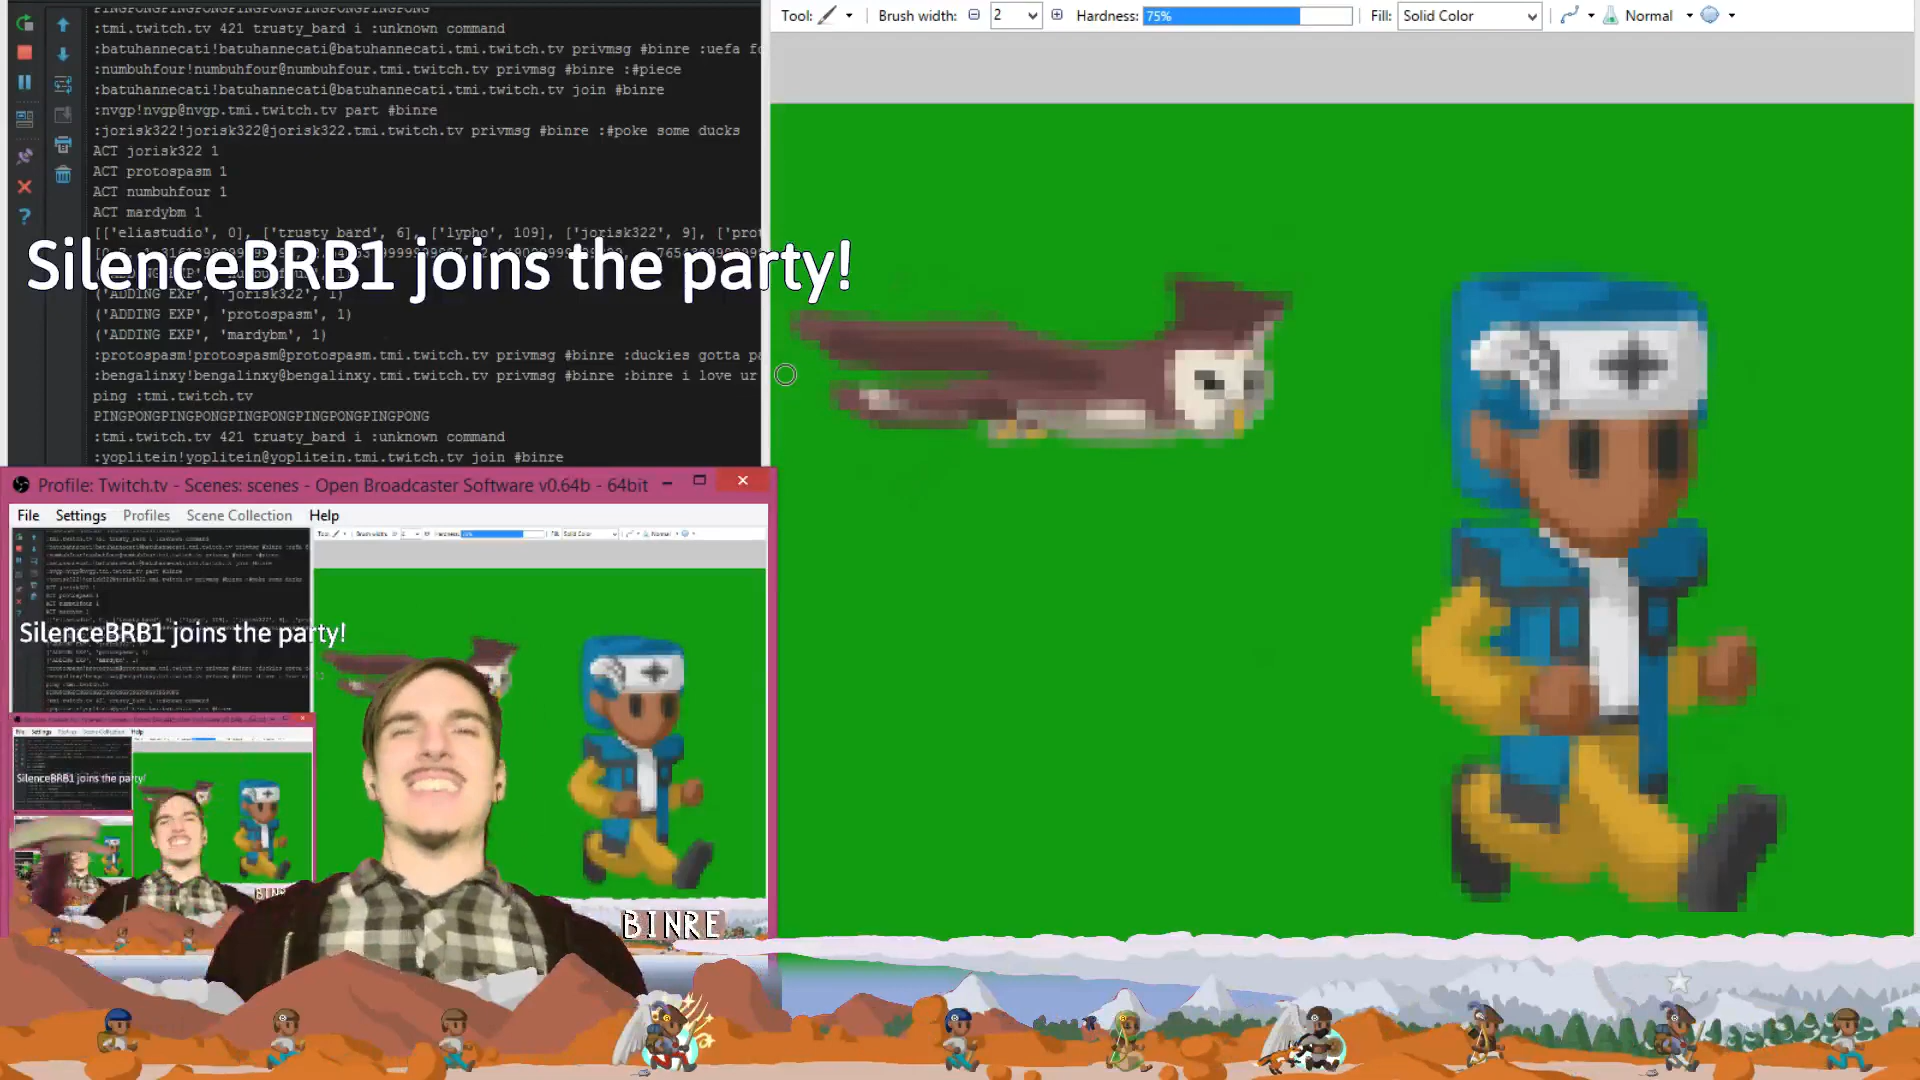 PINGPONGPINGPONGPINGPONGPINGPONGPINGPONG
:tmi.twitch.tv 421 trusty_bard i :unknown command
:batuhannecati!batuhannecati@batuhannecati.tmi.twitch.tv privmsg #binre :uefa fo
:numbuhfour!numbuhfour@numbuhfour.tmi.twitch.tv privmsg #binre :#piece
:batuhannecati!batuhannecati@batuhannecati.tmi.twitch.tv join #binre
:nvgp!nvgp@nvgp.tmi.twitch.tv part #binre
:jorisk322!jorisk322@jorisk322.tmi.twitch.tv privmsg #binre :#poke some ducks
ACT jorisk322 1
ACT protospasm 1
ACT numbuhfour 1
ACT mardybm 1
[['eliastudio', 0], ['trusty_bard', 6], ['lypho', 109], ['jorisk322', 9], ['prot
SilenceBRB1 joins the party!
('ADDING EXP', 'jorisk322', 1)
('ADDING EXP', 'protospasm', 1)
('ADDING EXP', 'mardybm', 1)
:protospasm!protospasm@protospasm.tmi.twitch.tv privmsg #binre :duckies gotta pa
:bengalinxy!bengalinxy@bengalinxy.tmi.twitch.tv privmsg #binre :binre i love ur
ping :tmi.twitch.tv
PINGPONGPINGPONGPINGPONGPINGPONGPINGPONG
:tmi.twitch.tv 421 trusty_bard i :unknown command
:yoplitein!yoplitein@yoplitein.tmi.twitch.tv join #binre
Tool: Brush width: 2 Hardness: 75% Fill: Solid Color Normal
Profile: Twitch.tv - Scenes: scenes - Open Broadcaster Software v0.64b - 64bit
File Settings Profiles Scene Collection Help
SilenceBRB1 joins the party!
SilenceBRB1 joins the party!
BINRE